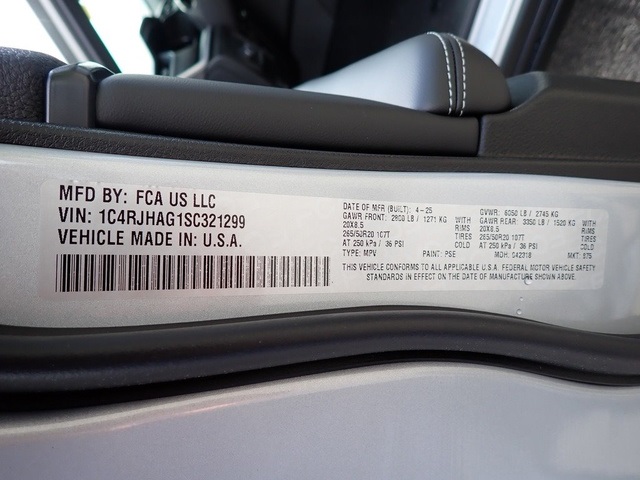 MFD BY: FCA US LLC
VIN: 1C4RJHAG1SC321299
VEHICLE MADE IN: U.S.A.
DATE OF MFR (BUILT): 4-25 GVWR: 6050 LB / 2745 KG
GAWR FRONT: 2800 LB / 1271 KG WITH GAWR REAR: 3350 LB / 1520 KG WITH
20X8.5 RIMS 20X8.5 RIMS
265/50R20 107T TIRES 265/50R20 107T TIRES
AT 250 kPa / 36 PSI AT 250 kPa / 36 PSI
TYPE: MPV PAINT: PSE MDH: 042318 MKT: 975
THIS VEHICLE CONFORMS TO ALL APPLICABLE U.S.A. FEDERAL MOTOR VEHICLE SAFETY
STANDARDS IN EFFECT ON THE DATE OF MANUFACTURE SHOWN ABOVE.